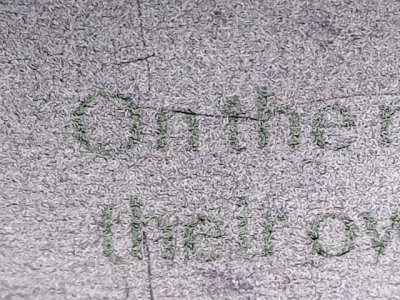 On the
their